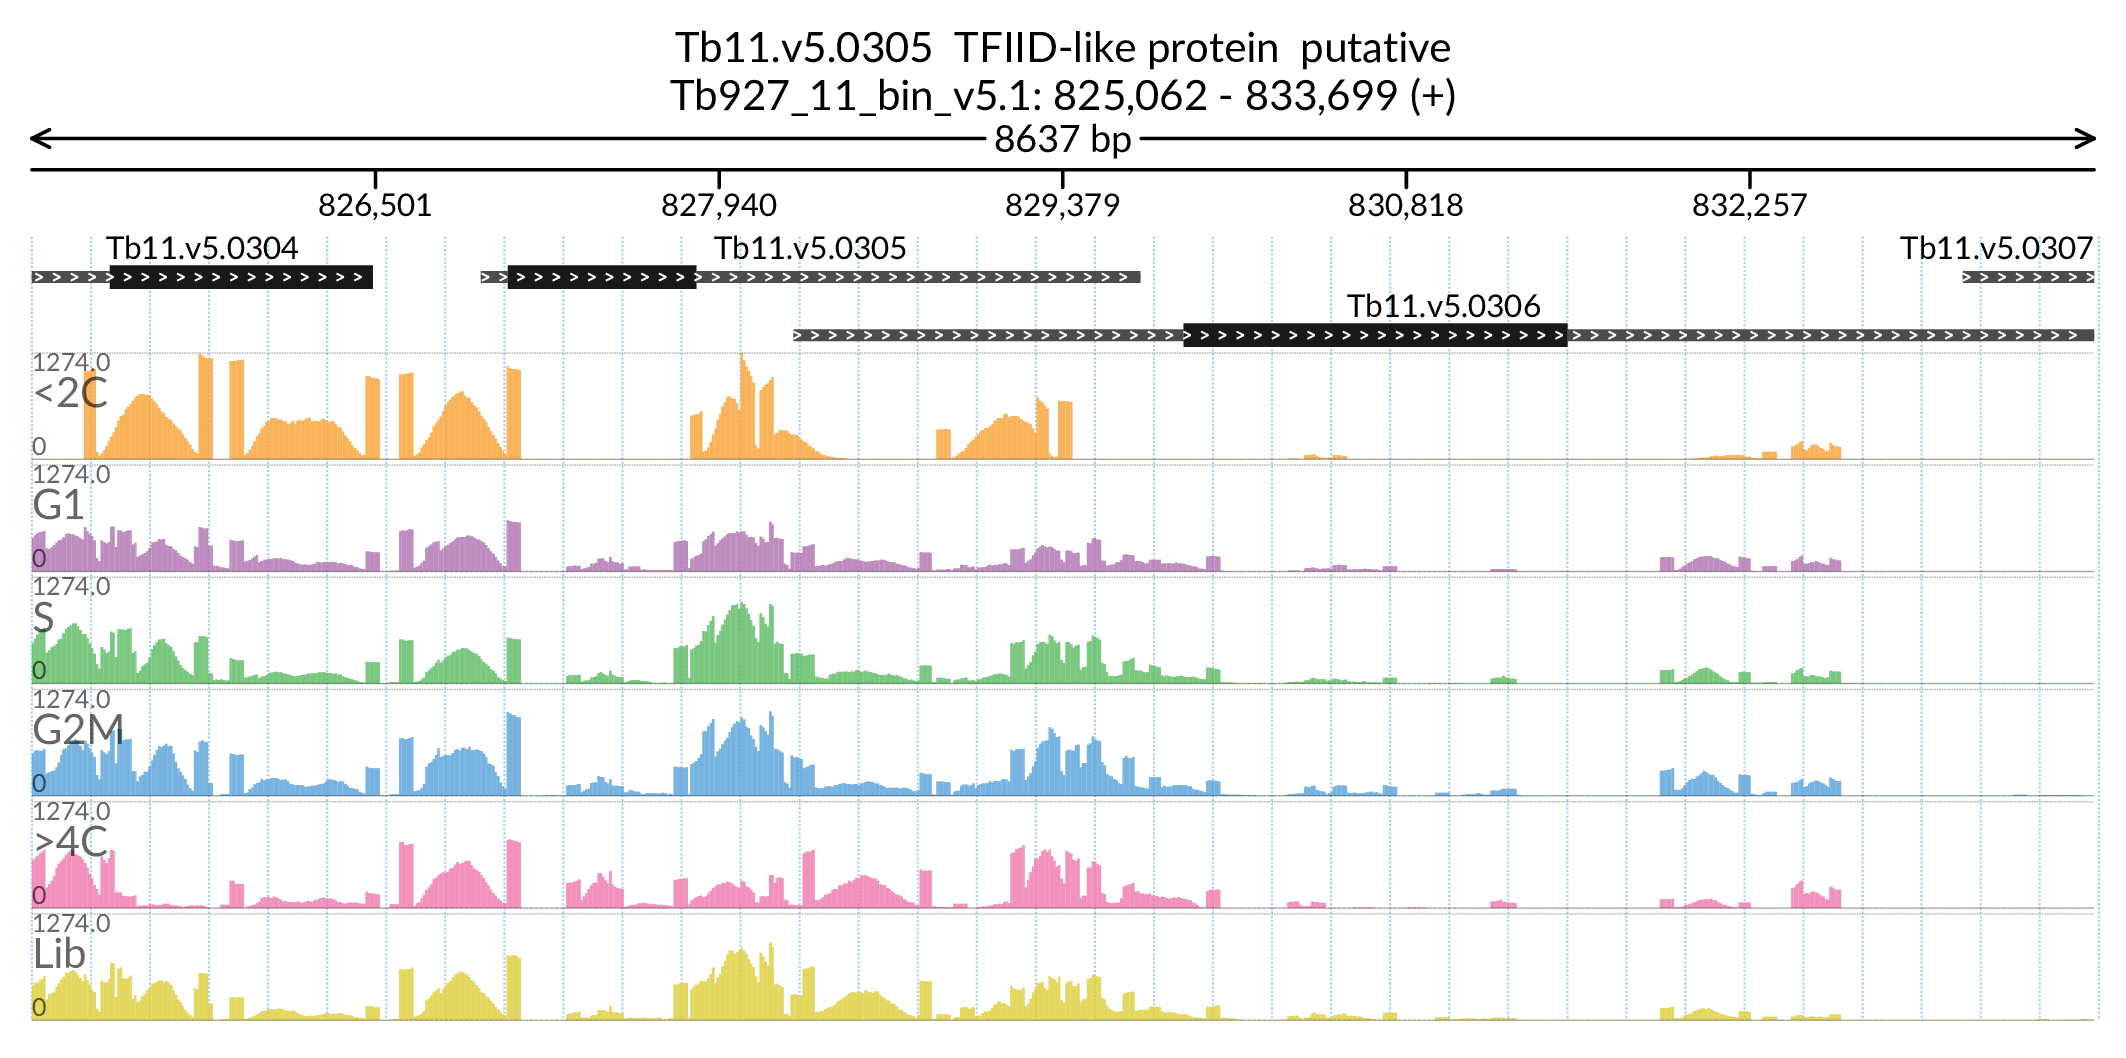 Tb11.v5.0305 TFIID-like protein putative
Tb927_11_bin_v5.1: 825,062 - 833,699 (+)
8637 bp
826,501 827,940 829,379 830,818 832,257
Tb11.v5.0304 Tb11.v5.0305 Tb11.v5.0307
Tb11.v5.0306
1274.0
<2C
0
1274.0
G1
0
1274.0
S
0
1274.0
G2M
0
1274.0
>4C
0
1274.0
Lib
0